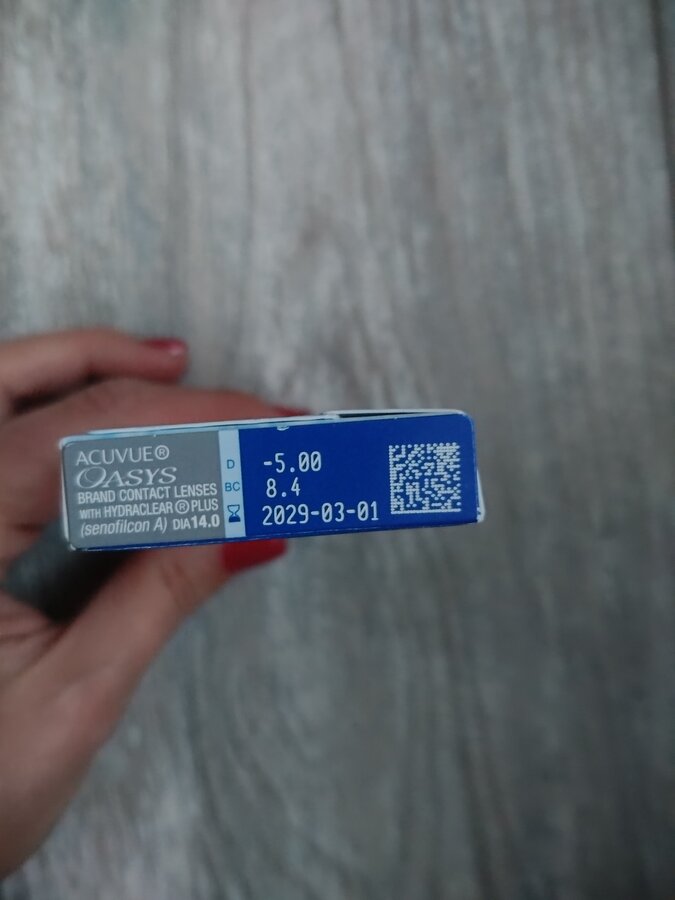 ACUVUE®
OASYS
BRAND CONTACT LENSES
WITH HYDRACLEAR® PLUS
(senofilcon A) DIA14.0
D -5.00
BC 8.4
2029-03-01